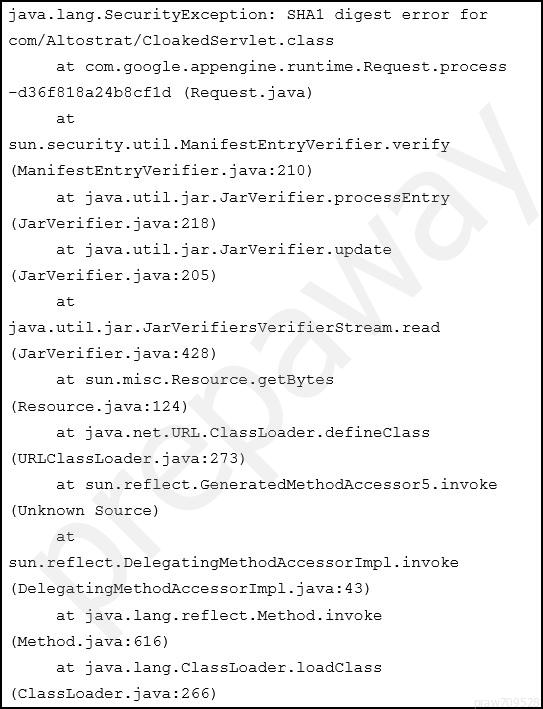 java.lang.SecurityException: SHA1 digest error for
com/Altostrat/CloakedServlet.class
at com.google.appengine.runtime.Request.process
-d36f818a24b8cf1d (Request.java)
at
sun.security.util.ManifestEntryVerifier.verify
(ManifestEntryVerifier.java:210)
at java.util.jar.JarVerifier.processEntry
(JarVerifier.java:218)
at java.util.jar.JarVerifier.update
(JarVerifier.java:205)
at
java.util.jar.JarVerifiersVerifierStream.read
(JarVerifier.java:428)
at sun.misc.Resource.getBytes
(Resource.java:124)
at java.net.URL.ClassLoader.defineClass
(URLClassLoader.java:273)
at sun.reflect.GeneratedMethodAccessor5.invoke
(Unknown Source)
at
sun.reflect.DelegatingMethodAccessorImpl.invoke
(DelegatingMethodAccessorImpl.java:43)
at java.lang.reflect.Method.invoke
(Method.java:616)
at java.lang.ClassLoader.loadClass
(ClassLoader.java:266)
prepaway